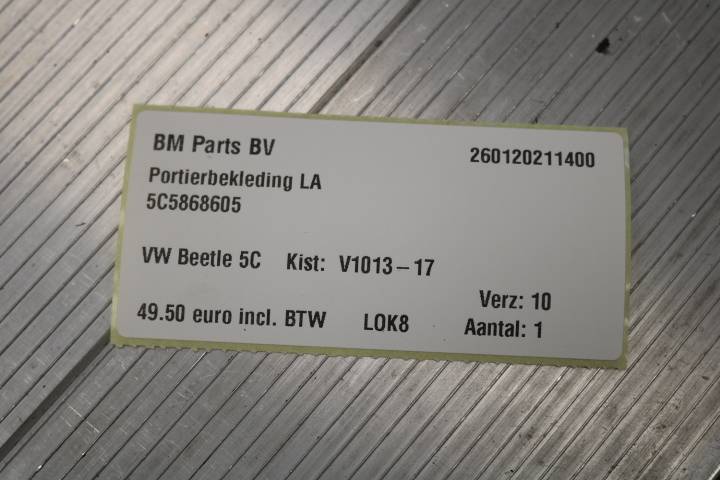 BM Parts BV 260120211400
Portierbekleding LA
5C5868605
VW Beetle 5C Kist: V1013-17
Verz: 10
49.50 euro incl. BTW LOK8 Aantal: 1